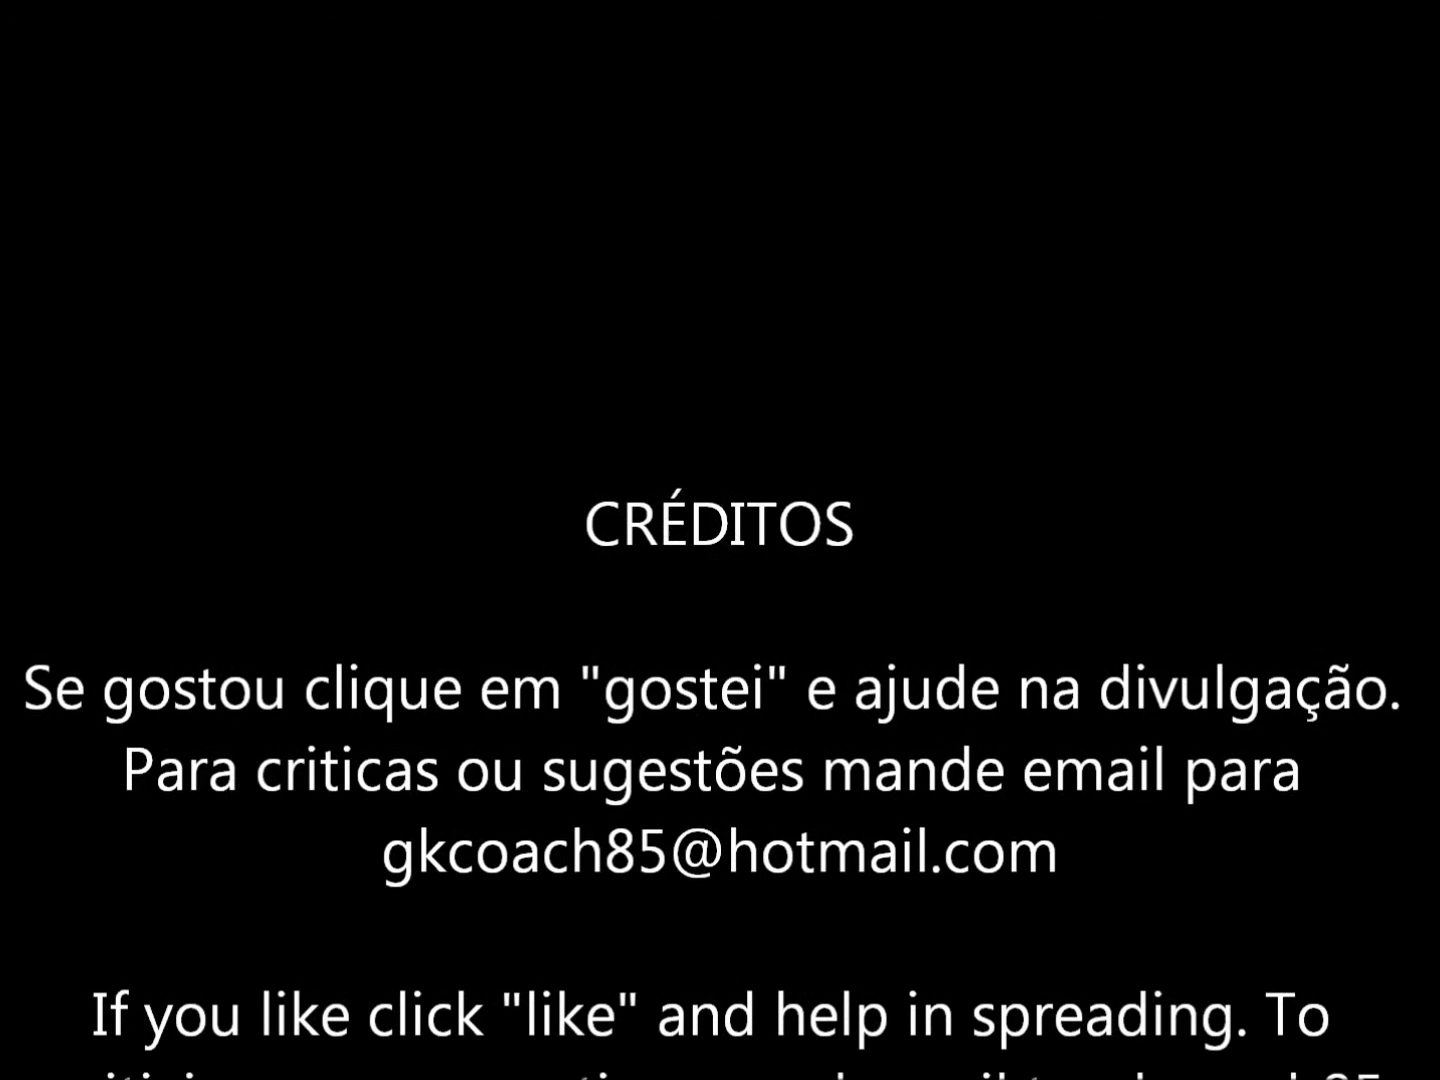 CRÉDITOS
Se gostou clique em "gostei" e ajude na divulgação.
Para criticas ou sugestões mande email para
gkcoach85@hotmail.com
If you like click "like" and help in spreading. To